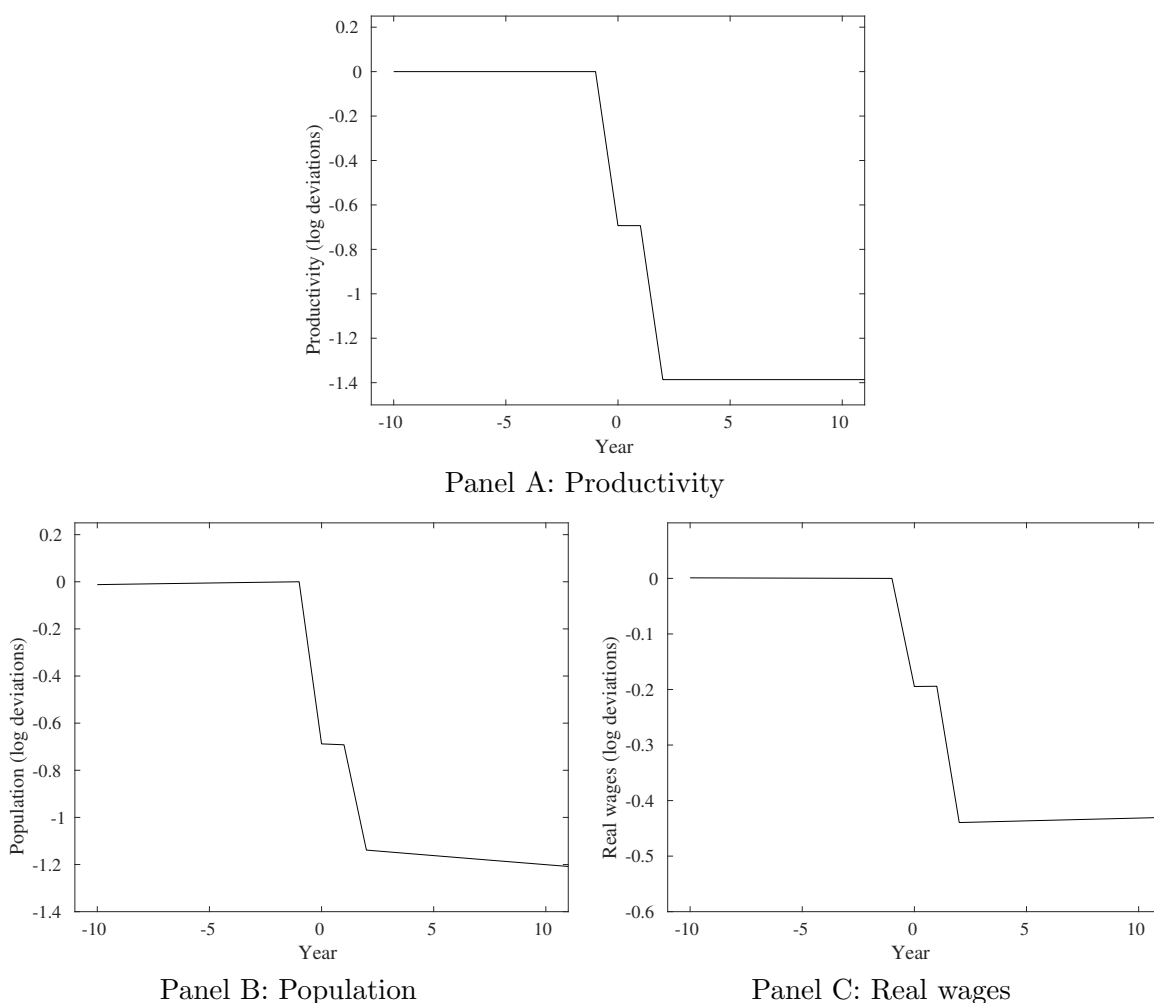 0.2
0
-0.2
-0.4
-0.6
-0.8
-1
-1.2
-1.4
Productivity (log deviations)
-10 -5 0 5 10
Year
Panel A: Productivity
0.2
0
-0.2
-0.4
-0.6
-0.8
-1
-1.2
-1.4
Population (log deviations)
-10 -5 0 5 10
Year
Panel B: Population
0
-0.1
-0.2
-0.3
-0.4
-0.5
-0.6
Real wages (log deviations)
-10 -5 0 5 10
Year
Panel C: Real wages